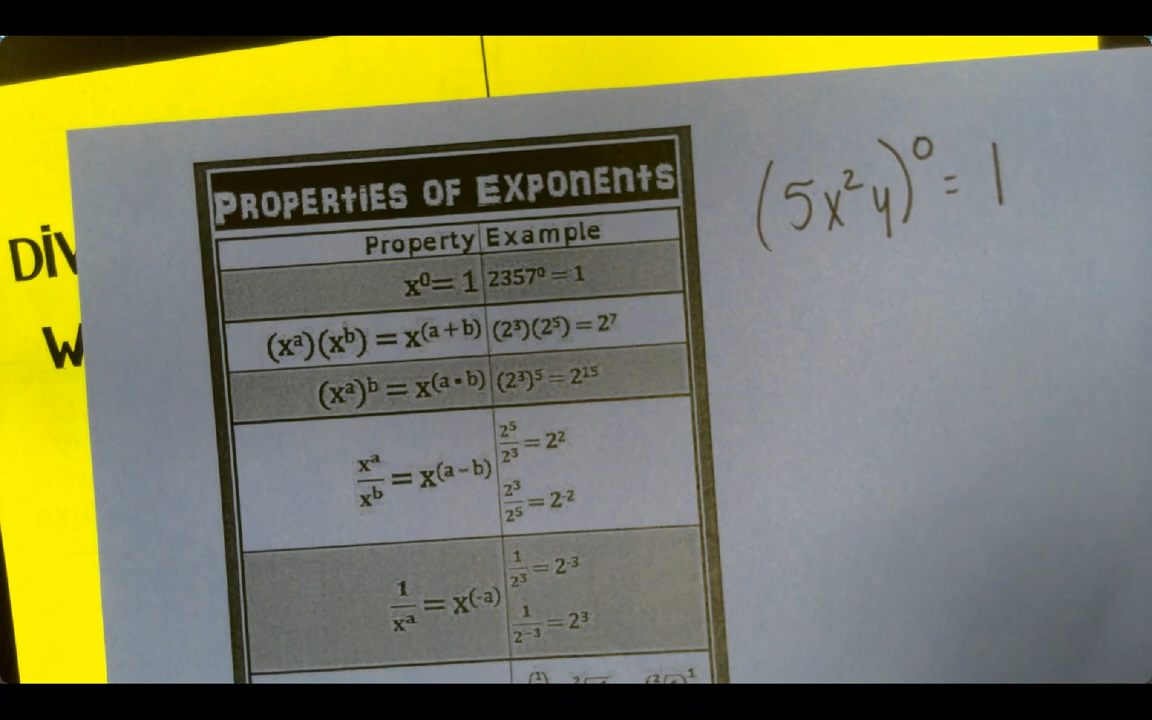 (5x²y)⁰ = 1
PROPERTIES OF EXPONENTS
Property Example
x⁰= 1 2357⁰ = 1
(xᵃ)(xᵇ) = x⁽ᵃ⁺ᵇ⁾ (2³)(2⁵) = 2⁷
(xᵃ)ᵇ = x⁽ᵃ•ᵇ⁾ (2³)⁵ = 2¹⁵
xᵃ/xᵇ = x⁽ᵃ⁻ᵇ⁾ 2⁵/2³ = 2²
2³/2⁵ = 2⁻²
1/xᵃ = x⁽⁻ᵃ⁾ 1/2³ = 2⁻³
1/2⁻³ = 2³
DIV
W